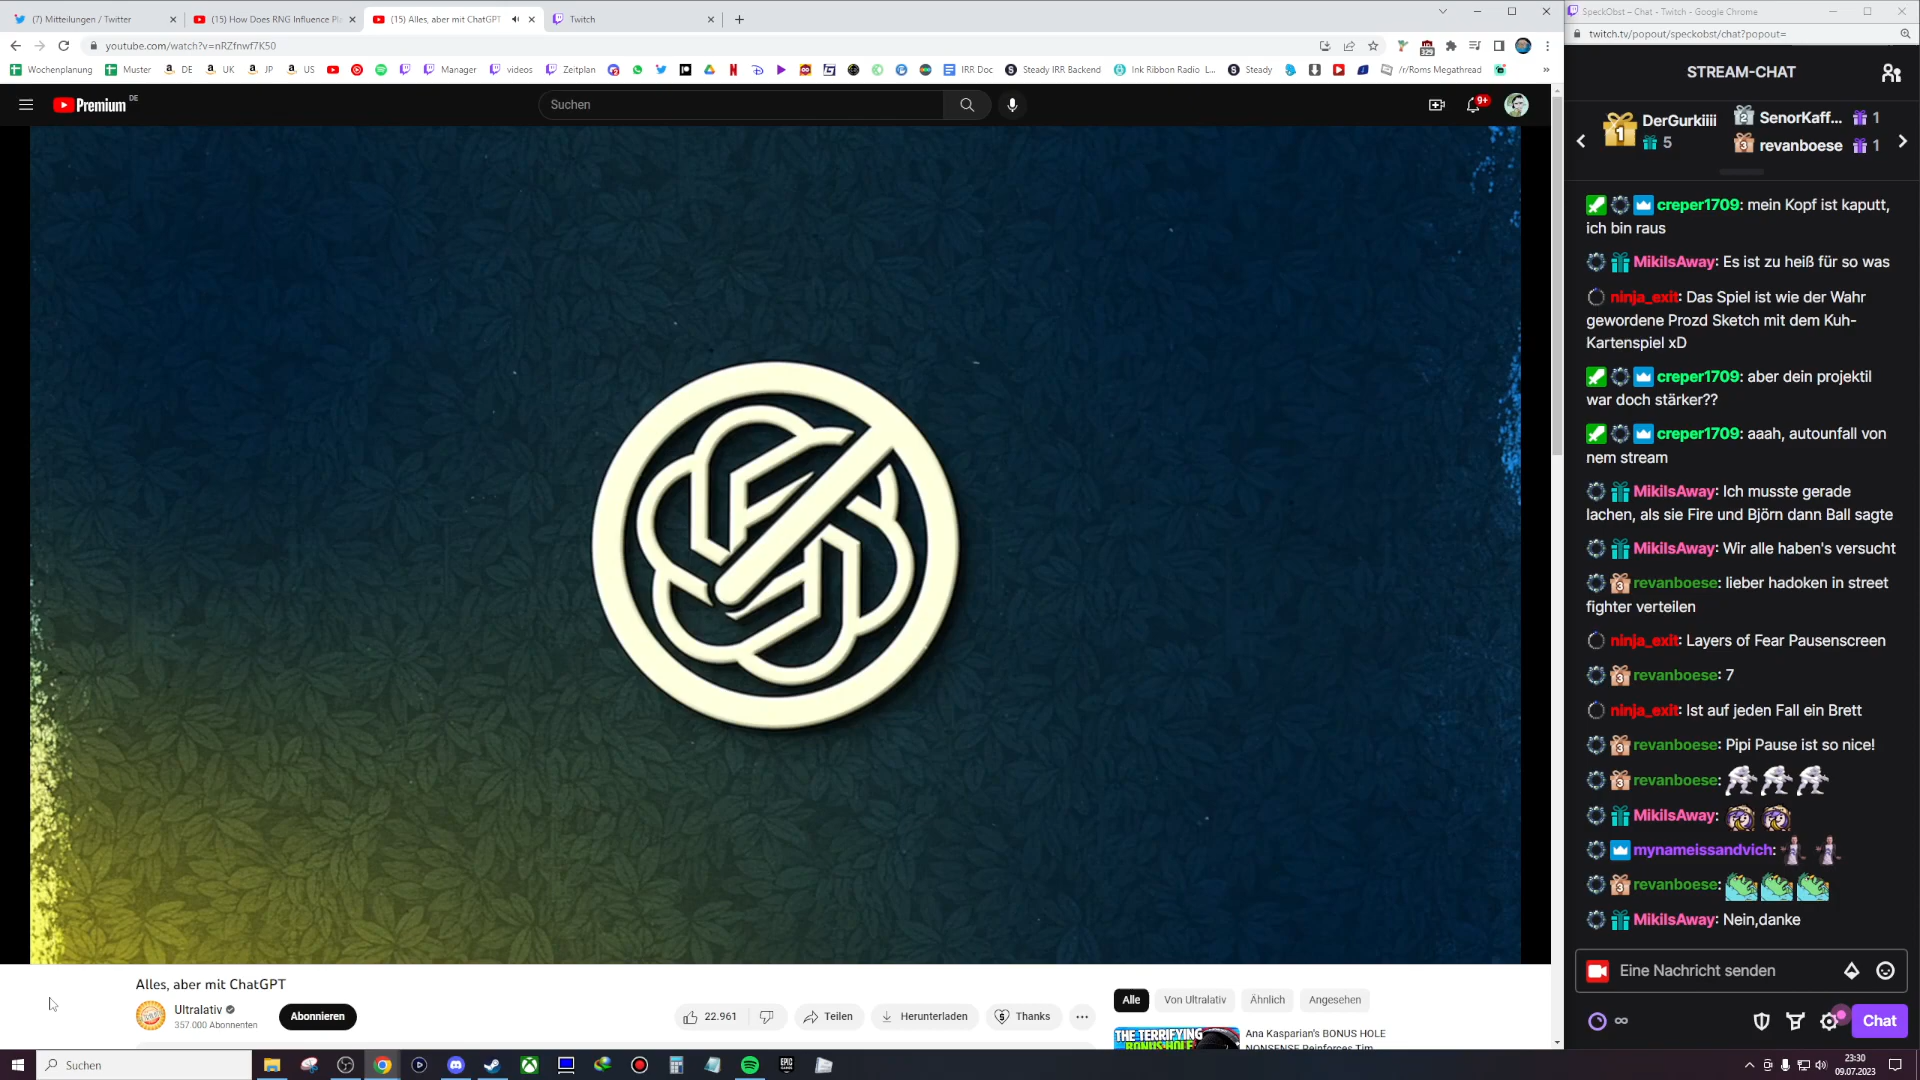 (7) Mitteilungen / Twitter
(15) How Does RNG Influence Pl
(15) Alles, aber mit ChatGPT
Twitch
youtube.com/watch?v=nRZfnwf7K50
Wochenplanung
Muster
DE
UK
JP
US
Manager
videos
Zeitplan
IRR Doc
Steady IRR Backend
Ink Ribbon Radio L...
Steady
/r/Roms Megathread
»
Premium DE
Suchen
9+
Alles, aber mit ChatGPT
Ultralativ
357.000 Abonnenten
Abonnieren
22.961
Teilen
Herunterladen
Thanks
Alle
Von Ultralativ
Ähnlich
Angesehen
THE TERRIFYING
Ana Kasparian's BONUS HOLE
NONSENSE Reinforces Tim
SpeckObst – Chat - Twitch - Google Chrome
twitch.tv/popout/speckobst/chat?popout=
STREAM-CHAT
1 DerGurkiiii 5
2 SenorKaff... 1
3 revanboese 1
creper1709: mein Kopf ist kaputt,
ich bin raus
MikilsAway: Es ist zu heiß für so was
ninja_exit: Das Spiel ist wie der Wahr
gewordene Prozd Sketch mit dem Kuh-
Kartenspiel xD
creper1709: aber dein projektil
war doch stärker??
creper1709: aaah, autounfall von
nem stream
MikilsAway: Ich musste gerade
lachen, als sie Fire und Björn dann Ball sagte
MikilsAway: Wir alle haben's versucht
revanboese: lieber hadoken in street
fighter verteilen
ninja_exit: Layers of Fear Pausenscreen
revanboese: 7
ninja_exit: Ist auf jeden Fall ein Brett
revanboese: Pipi Pause ist so nice!
revanboese:
MikilsAway:
mynameissandvich:
revanboese:
MikilsAway: Nein,danke
Eine Nachricht senden
∞
Chat
Suchen
23:30
09.07.2023